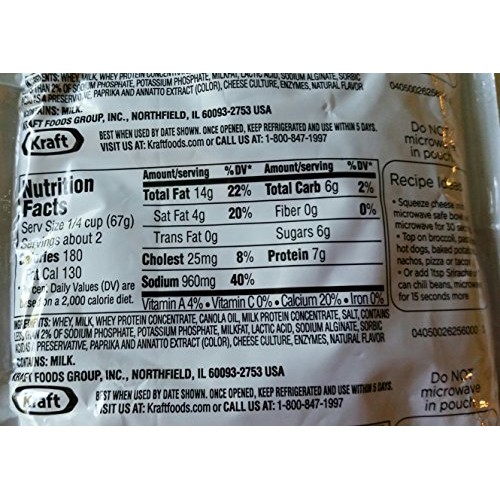 WHEY, MILK, WHEY PROTEIN
THAN 2% OF SODIUM PHOSPHATE, POTASSIUM PHOSPHATE, MILKFAT, LACTIC ACID, SODIUM ALGINATE, SORBIC
PRESERVATIVE, PAPRIKA AND ANNATTO EXTRACT (COLOR), CHEESE CULTURE, ENZYMES, NATURAL FLAVOR
CONTAINS: MILK.
KRAFT FOODS GROUP, INC., NORTHFIELD, IL 60093-2753 USA
Kraft
BEST WHEN USED BY DATE SHOWN. ONCE OPENED, KEEP REFRIGERATED AND USE WITHIN 5 DAYS.
VISIT US AT: Kraftfoods.com or CALL US AT: 1-800-847-1997
Do NOT
microwave
in pouch
Nutrition
Facts
Serv Size 1/4 cup (67g)
Servings about 2
Calories 180
Fat Cal 130
Percent Daily Values (DV) are
based on a 2,000 calorie diet.
Amount/serving %DV* Amount/serving %DV*
Total Fat 14g 22% Total Carb 6g 2%
Sat Fat 4g 20% Fiber 0g 0%
Trans Fat 0g Sugars 6g
Cholest 25mg 8% Protein 7g
Sodium 960mg 40%
Vitamin A 4% • Vitamin C 0% • Calcium 20% • Iron 0%
Recipe Ideas
• Squeeze cheese
microwave safe bowl
microwave for 30
• Top on broccoli,
hot dogs, baked
nachos, pizza or
• Or add 1tsp Sriracha
can chili beans, microwave
for 15 seconds more
INGREDIENTS: WHEY, MILK, WHEY PROTEIN CONCENTRATE, CANOLA OIL, MILK PROTEIN CONCENTRATE, SALT, CONTAINS
LESS THAN 2% OF SODIUM PHOSPHATE, POTASSIUM PHOSPHATE, MILKFAT, LACTIC ACID, SODIUM ALGINATE, SORBIC
PRESERVATIVE, PAPRIKA AND ANNATTO EXTRACT (COLOR), CHEESE CULTURE, ENZYMES, NATURAL FLAVOR
CONTAINS: MILK.
04050026256000
KRAFT FOODS GROUP, INC., NORTHFIELD, IL 60093-2753 USA
Kraft
BEST WHEN USED BY DATE SHOWN. ONCE OPENED, KEEP REFRIGERATED AND USE WITHIN 5 DAYS.
VISIT US AT: Kraftfoods.com or CALL US AT: 1-800-847-1997
Do NOT
microwave
in pouch